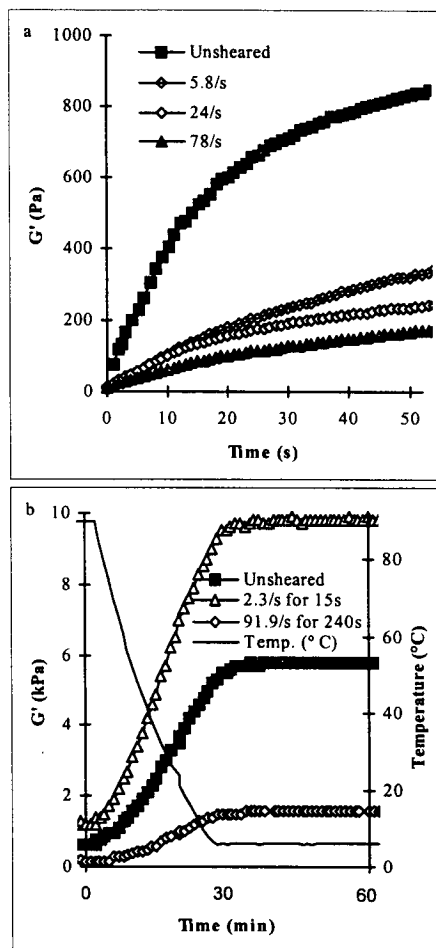 a
1000
800
600
400
200
0
G' (Pa)
Unsheared
5.8/s
24/s
78/s
0 10 20 30 40 50
Time (s)
b
10
8
6
4
2
0
G' (kPa)
Unsheared
2.3/s for 15s
91.9/s for 240s
Temp. (° C)
80
60
40
20
0
Temperature (°C)
0 30 60
Time (min)